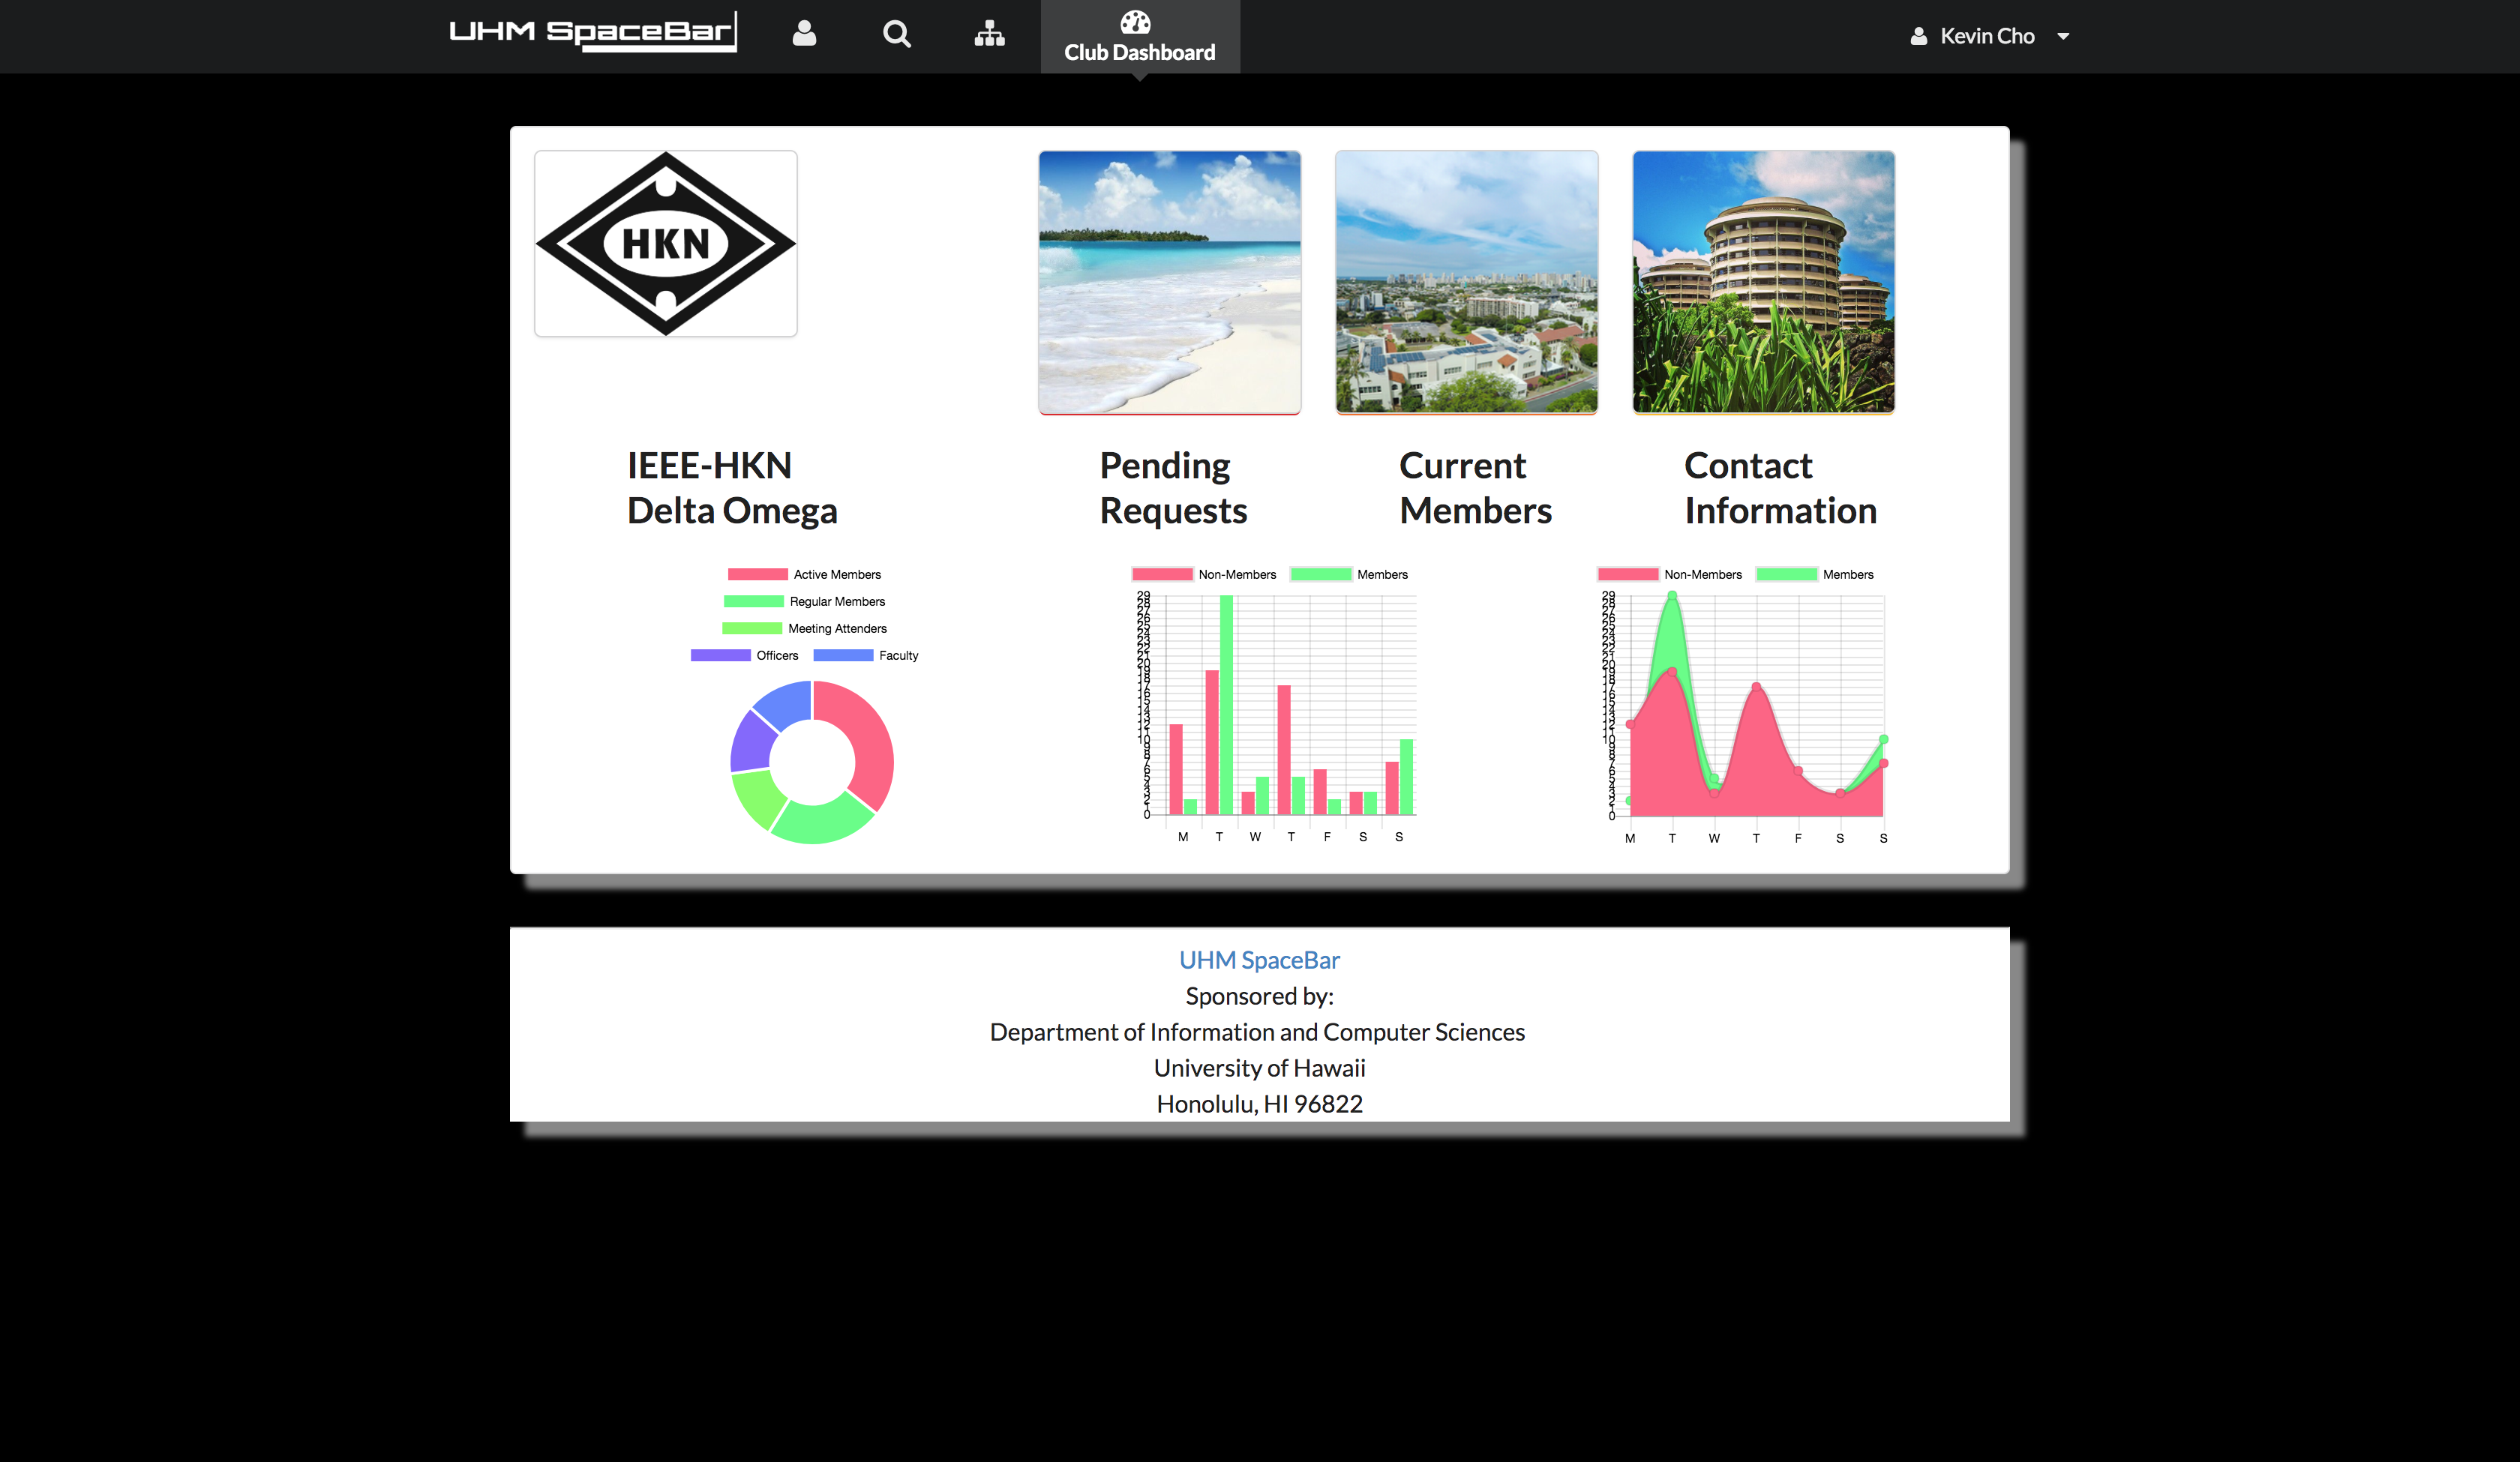 UHM SpaceBar
Club Dashboard
Kevin Cho
HKN
IEEE-HKN
Delta Omega
Pending
Requests
Current
Members
Contact
Information
Active Members
Regular Members
Meeting Attenders
Officers Faculty
Non-Members Members
29
28
27
26
25
24
23
22
21
20
19
18
17
16
15
14
13
12
11
10
9
8
7
6
5
4
3
2
1
0
M T W T F S S
Non-Members Members
29
28
27
26
25
24
23
22
21
20
19
18
17
16
15
14
13
12
11
10
9
8
7
6
5
4
3
2
1
0
M T W T F S S
UHM SpaceBar
Sponsored by:
Department of Information and Computer Sciences
University of Hawaii
Honolulu, HI 96822